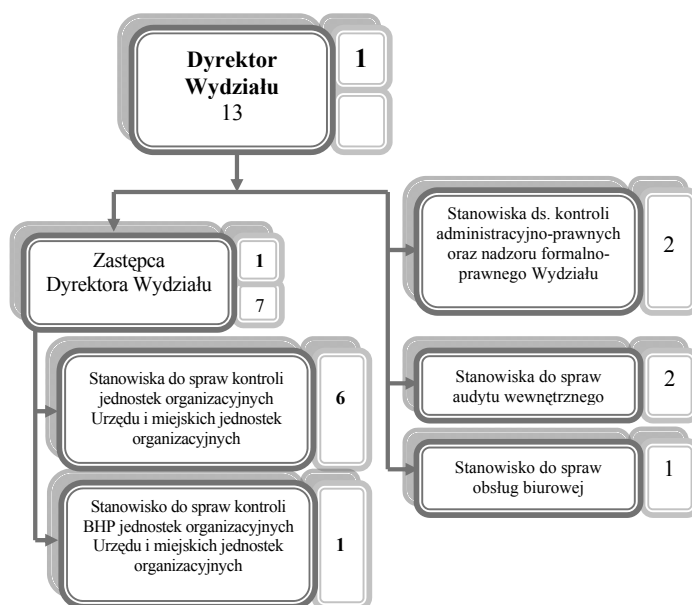 Dyrektor
Wydziału
13
1
Zastępca
Dyrektora Wydziału
1
7
Stanowiska do spraw kontroli
jednostek organizacyjnych
Urzędu i miejskich jednostek
organizacyjnych
6
Stanowisko do spraw kontroli
BHP jednostek organizacyjnych
Urzędu i miejskich jednostek
organizacyjnych
1
Stanowiska ds. kontroli
administracyjno-prawnych
oraz nadzoru formalno-
prawnego Wydziału
2
Stanowiska do spraw
audytu wewnętrznego
2
Stanowisko do spraw
obsług biurowej
1